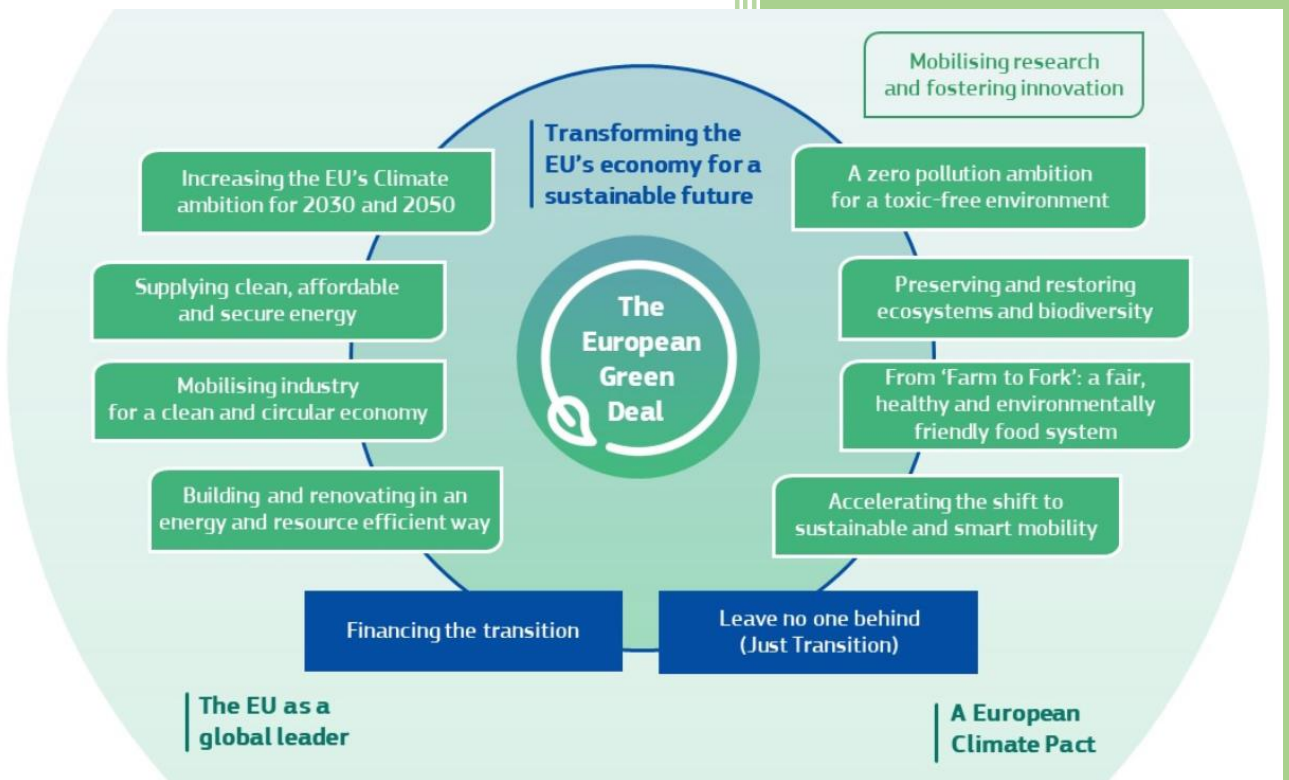 Mobilising research
and fostering innovation
Transforming the
EU's economy for a
sustainable future
Increasing the EU's Climate
ambition for 2030 and 2050
A zero pollution ambition
for a toxic-free environment
Supplying clean, affordable
and secure energy
Preserving and restoring
ecosystems and biodiversity
The
European
Green
Deal
Mobilising industry
for a clean and circular economy
From ‘Farm to Fork’: a fair,
healthy and environmentally
friendly food system
Building and renovating in an
energy and resource efficient way
Accelerating the shift to
sustainable and smart mobility
Financing the transition
Leave no one behind
(Just Transition)
The EU as a
global leader
A European
Climate Pact